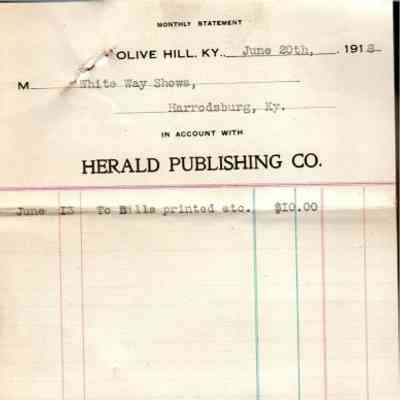 MONTHLY STATEMENT
OLIVE HILL, KY., June 20th, 1918
M White Way Shows,
Harrodsburg, Ky.
IN ACCOUNT WITH
HERALD PUBLISHING CO.
June 13 To Bills printed etc. $10.00